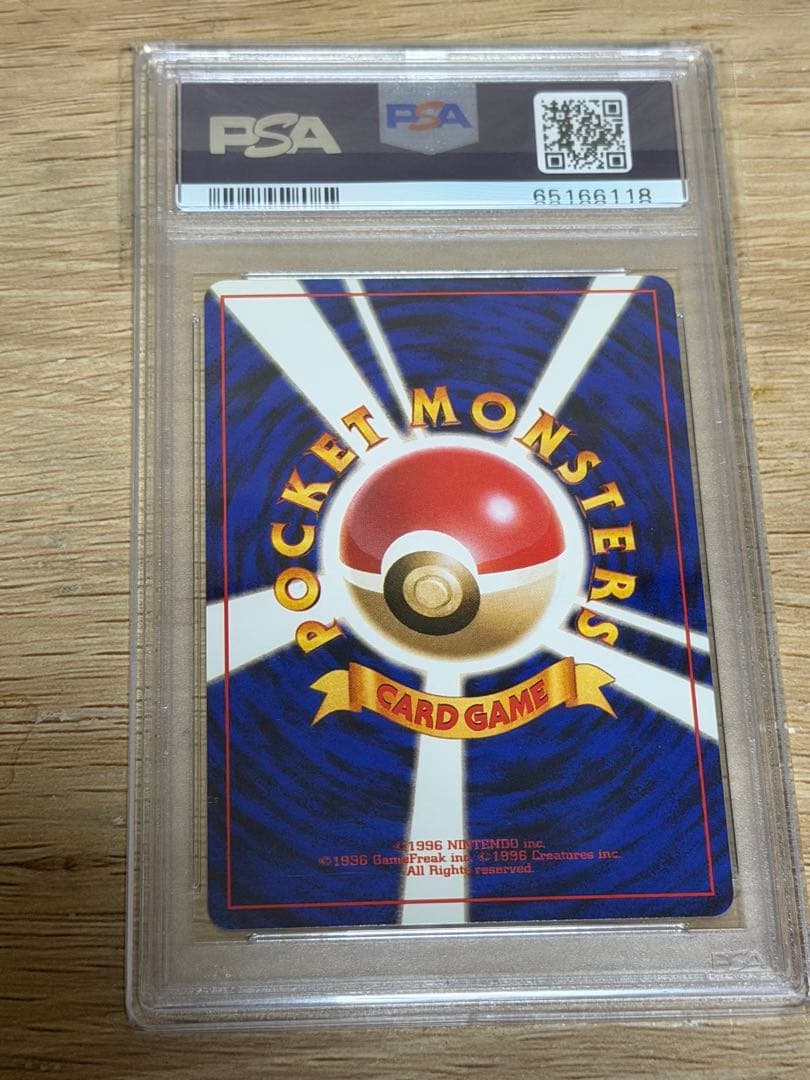 PSA
PSA
65166118
POCKET MONSTERS
CARD GAME
©1996 NINTENDO inc.
©1996 GameFreak inc. ©1996 Creatures inc.
All Rights reserved.
PSA